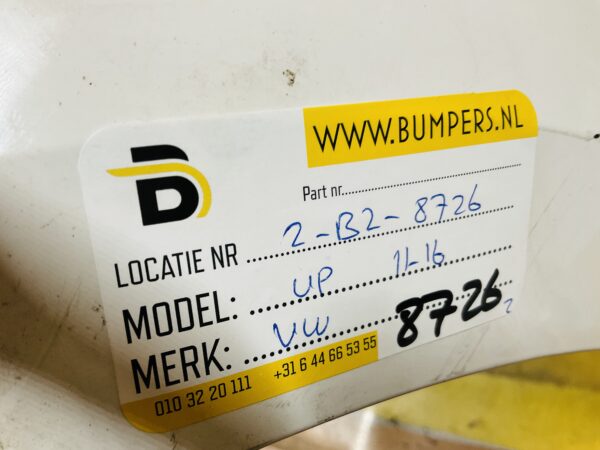 WWW.BUMPERS.NL
B
Part nr.
LOCATIE NR 2-B2-8726
MODEL: UP 11-16
MERK: VW 8726 2
010 32 20 111 +31 6 44 66 53 55